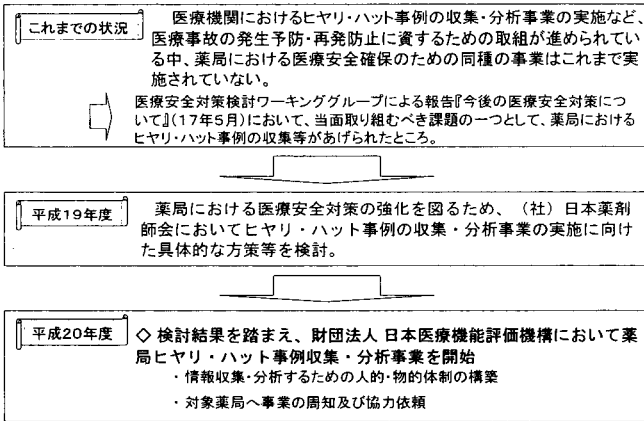 これまでの状況
医療機関におけるヒヤリ･ハット事例の収集･分析事業の実施など、
医療事故の発生予防･再発防止に資するための取組が進められてい
る中、薬局における医療安全確保のための同種の事業はこれまで実
施されていない。
医療安全対策検討ワーキンググループによる報告『今後の医療安全対策につ
いて』(17年5月)において、当面取り組むべき課題の一つとして、薬局における
ヒヤリ･ハット事例の収集等があげられたところ。
平成19年度
薬局における医療安全対策の強化を図るため、（社）日本薬剤
師会においてヒヤリ・ハット事例の収集・分析事業の実施に向け
た具体的な方策等を検討。
平成20年度
◇ 検討結果を踏まえ、財団法人 日本医療機能評価機構において薬
局ヒヤリ・ハット事例収集・分析事業を開始
・情報収集･分析するための人的･物的体制の構築
・対象薬局へ事業の周知及び協力依頼